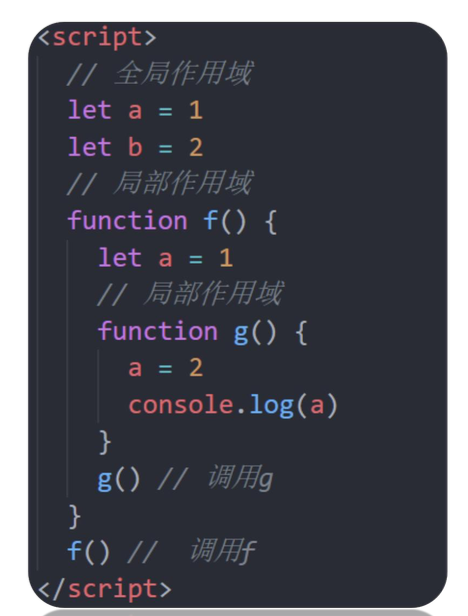 <script>
// 全局作用域
let a = 1
let b = 2
// 局部作用域
function f() {
let a = 1
// 局部作用域
function g() {
a = 2
console.log(a)
}
g() // 调用g
}
f() // 调用f
</script>